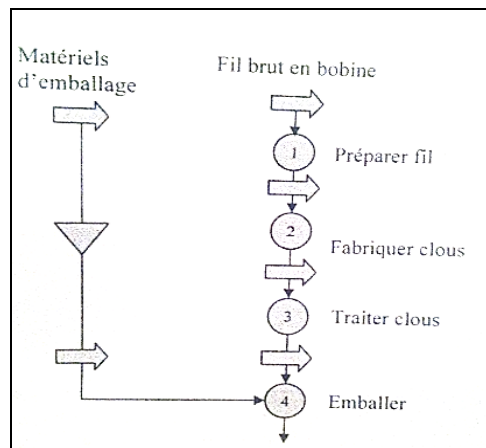 Matériels
d'emballage
Fil brut en bobine
1
Préparer fil
2
Fabriquer clous
3
Traiter clous
4
Emballer